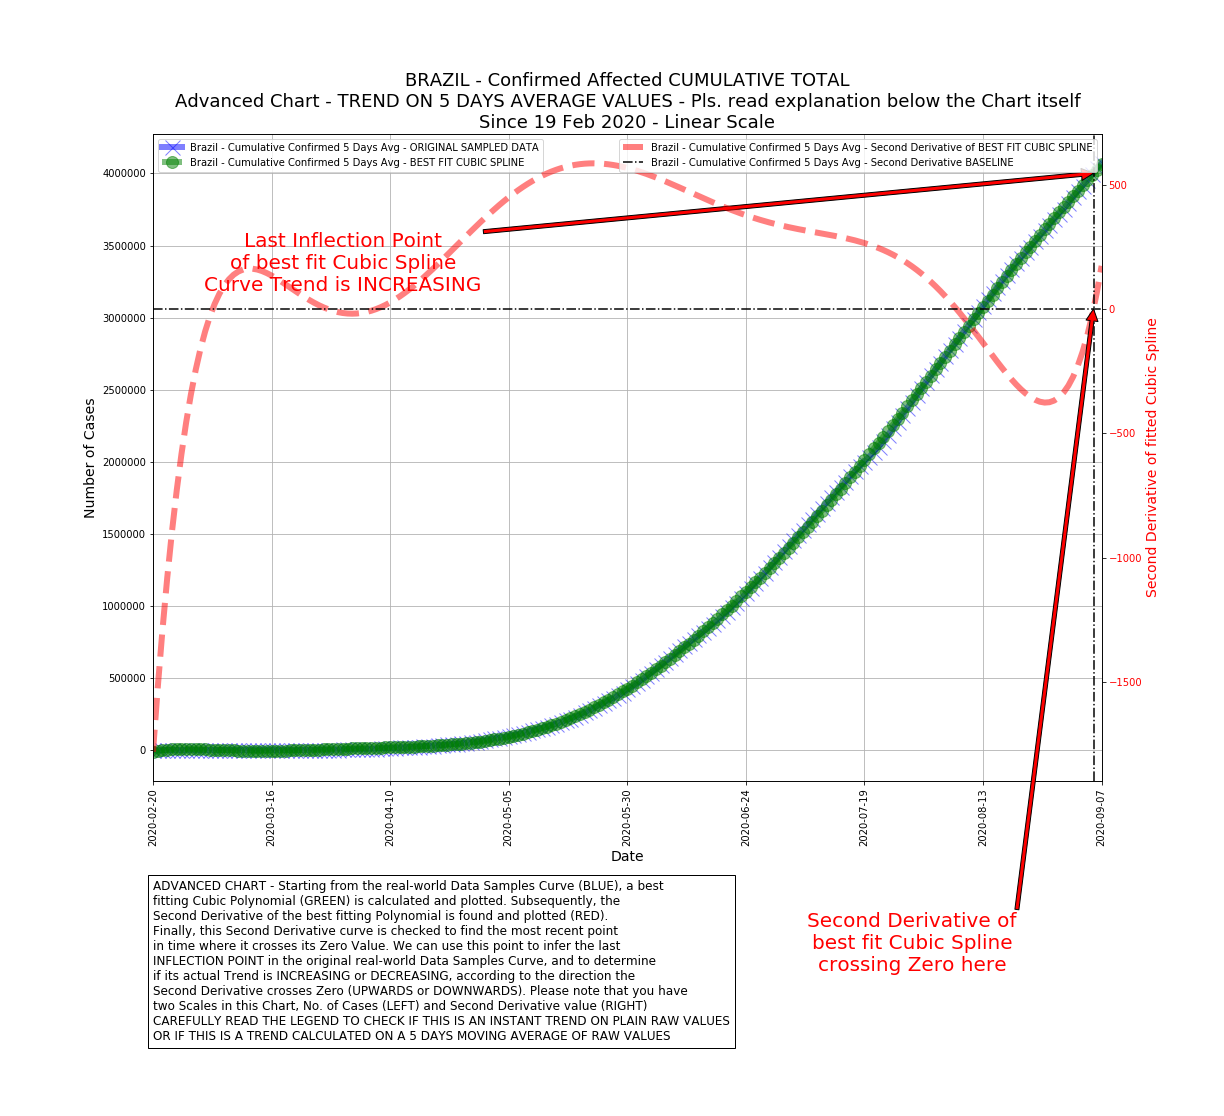 BRAZIL - Confirmed Affected CUMULATIVE TOTAL
Advanced Chart - TREND ON 5 DAYS AVERAGE VALUES - Pls. read explanation below the Chart itself
Since 19 Feb 2020 - Linear Scale
Brazil - Cumulative Confirmed 5 Days Avg - ORIGINAL SAMPLED DATA
Brazil - Cumulative Confirmed 5 Days Avg - BEST FIT CUBIC SPLINE
Brazil - Cumulative Confirmed 5 Days Avg - Second Derivative of BEST FIT CUBIC SPLINE
Brazil - Cumulative Confirmed 5 Days Avg - Second Derivative BASELINE
Last Inflection Point
of best fit Cubic Spline
Curve Trend is INCREASING
Number of Cases
4000000
3500000
3000000
2500000
2000000
1500000
1000000
500000
0
500
0
−500
−1000
−1500
Second Derivative of fitted Cubic Spline
2020-02-20
2020-03-16
2020-04-10
2020-05-05
2020-05-30
2020-06-24
2020-07-19
2020-08-13
2020-09-07
Date
ADVANCED CHART - Starting from the real-world Data Samples Curve (BLUE), a best
fitting Cubic Polynomial (GREEN) is calculated and plotted. Subsequently, the
Second Derivative of the best fitting Polynomial is found and plotted (RED).
Finally, this Second Derivative curve is checked to find the most recent point
in time where it crosses its Zero Value. We can use this point to infer the last
INFLECTION POINT in the original real-world Data Samples Curve, and to determine
if its actual Trend is INCREASING or DECREASING, according to the direction the
Second Derivative crosses Zero (UPWARDS or DOWNWARDS). Please note that you have
two Scales in this Chart, No. of Cases (LEFT) and Second Derivative value (RIGHT)
CAREFULLY READ THE LEGEND TO CHECK IF THIS IS AN INSTANT TREND ON PLAIN RAW VALUES
OR IF THIS IS A TREND CALCULATED ON A 5 DAYS MOVING AVERAGE OF RAW VALUES
Second Derivative of
best fit Cubic Spline
crossing Zero here